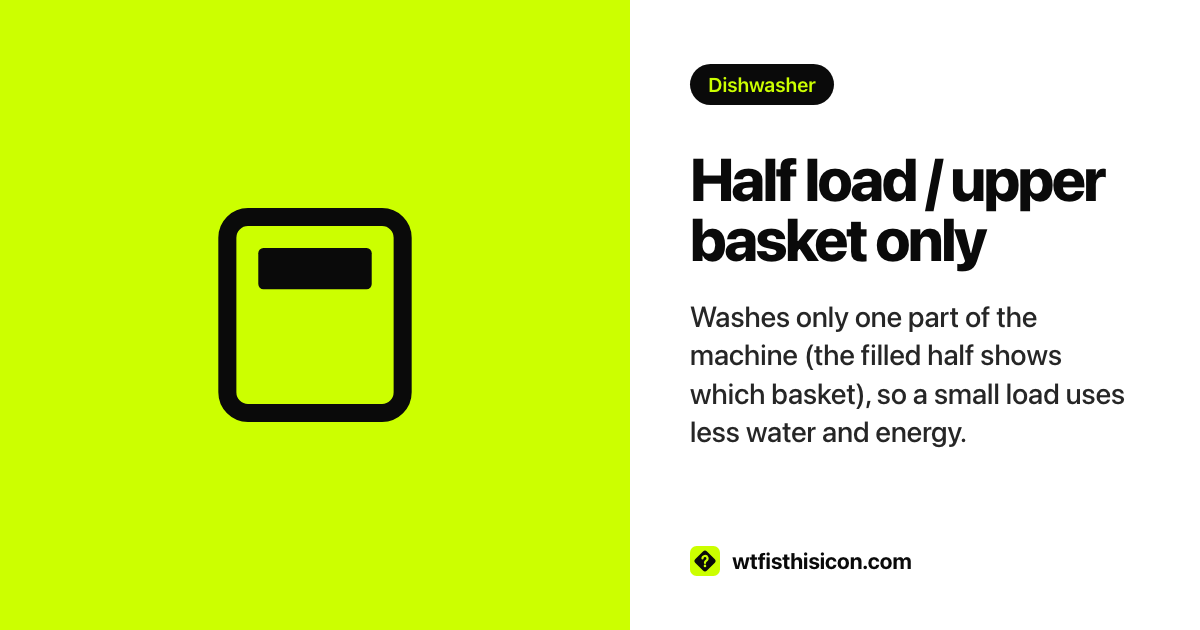 Dishwasher
Half load / upper
basket only
Washes only one part of the
machine (the filled half shows
which basket), so a small load uses
less water and energy.
?
wtfisthisicon.com